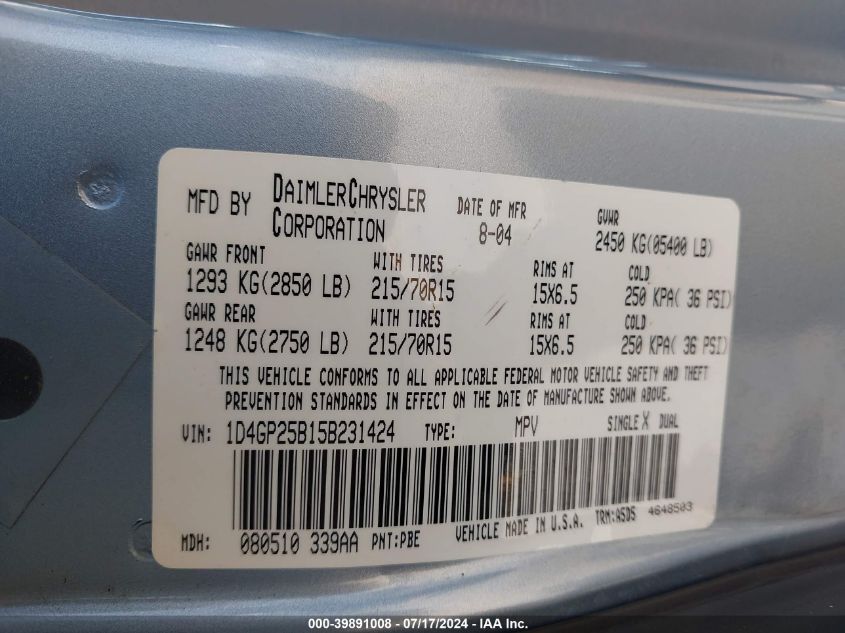 MFD BY DAIMLERCHRYSLER CORPORATION DATE OF MFR 8-04 GVWR 2450 KG(05400 LB)
GAWR FRONT WITH TIRES RIMS AT COLD
1293 KG(2850 LB) 215/70R15 15X6.5 250 KPA( 36 PSI)
GAWR REAR WITH TIRES RIMS AT COLD
1248 KG(2750 LB) 215/70R15 15X6.5 250 KPA( 36 PSI)
THIS VEHICLE CONFORMS TO ALL APPLICABLE FEDERAL MOTOR VEHICLE SAFETY AND THEFT
PREVENTION STANDARDS IN EFFECT ON THE DATE OF MANUFACTURE SHOWN ABOVE.
VIN: 1D4GP25B15B231424 TYPE: MPV SINGLE X DUAL
MDH: 080510 339AA PNT:PBE VEHICLE MADE IN U.S.A. TRM:ASD5 4648503
000-39891008 - 07/17/2024 - IAA Inc.